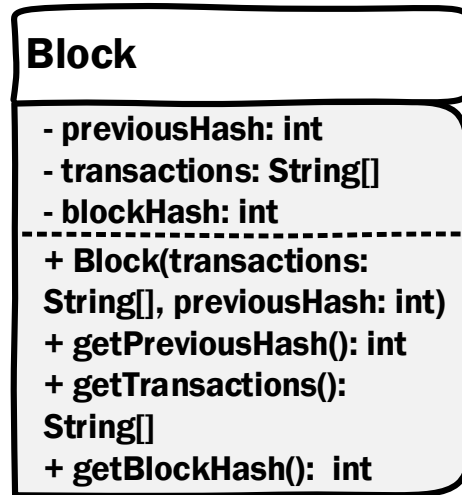 Block
- previousHash: int
- transactions: String[]
- blockHash: int
+ Block(transactions:
String[], previousHash: int)
+ getPreviousHash(): int
+ getTransactions():
String[]
+ getBlockHash():  int